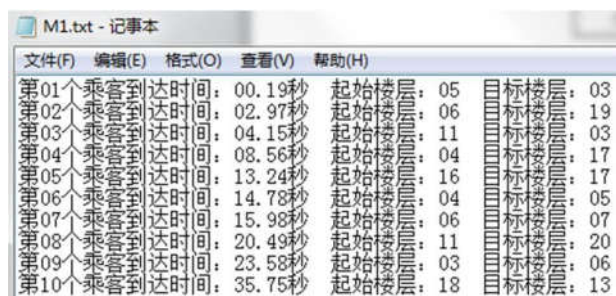 M1.txt - 记事本
文件(F) 编辑(E) 格式(O) 查看(V) 帮助(H)
第01个乘客到达时间：00.19秒 起始楼层：05 目标楼层：03
第02个乘客到达时间：02.97秒 起始楼层：06 目标楼层：19
第03个乘客到达时间：04.15秒 起始楼层：11 目标楼层：03
第04个乘客到达时间：08.56秒 起始楼层：04 目标楼层：17
第05个乘客到达时间：13.24秒 起始楼层：16 目标楼层：17
第06个乘客到达时间：14.78秒 起始楼层：04 目标楼层：05
第07个乘客到达时间：15.98秒 起始楼层：06 目标楼层：07
第08个乘客到达时间：20.49秒 起始楼层：11 目标楼层：20
第09个乘客到达时间：23.58秒 起始楼层：03 目标楼层：06
第10个乘客到达时间：35.75秒 起始楼层：18 目标楼层：13